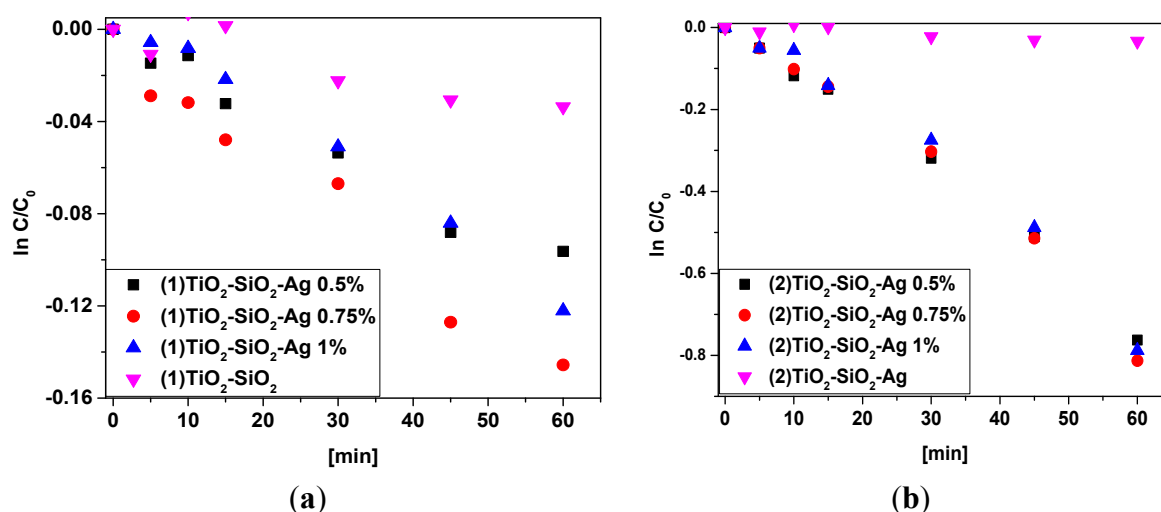 0.00
-0.04
-0.08
-0.12
-0.16
ln C/C₀
(1)TiO₂-SiO₂-Ag 0.5%
(1)TiO₂-SiO₂-Ag 0.75%
(1)TiO₂-SiO₂-Ag 1%
(1)TiO₂-SiO₂
0 10 20 30 40 50 60
[min]
(a)
0.0
-0.2
-0.4
-0.6
-0.8
ln C/C₀
(2)TiO₂-SiO₂-Ag 0.5%
(2)TiO₂-SiO₂-Ag 0.75%
(2)TiO₂-SiO₂-Ag 1%
(2)TiO₂-SiO₂-Ag
0 10 20 30 40 50 60
[min]
(b)